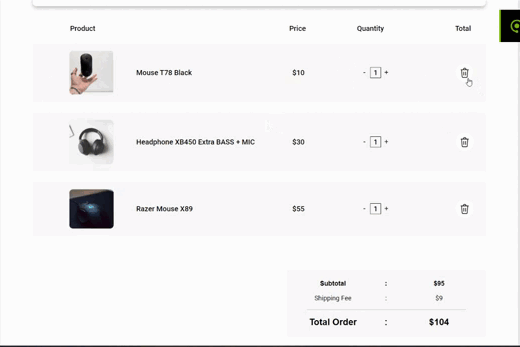 Product Price Quantity Total
Mouse T78 Black $10 - 1 +
Headphone XB450 Extra BASS + MIC $30 - 1 +
Razer Mouse X89 $55 - 1 +
Subtotal : $95
Shipping Fee : $9
Total Order : $104